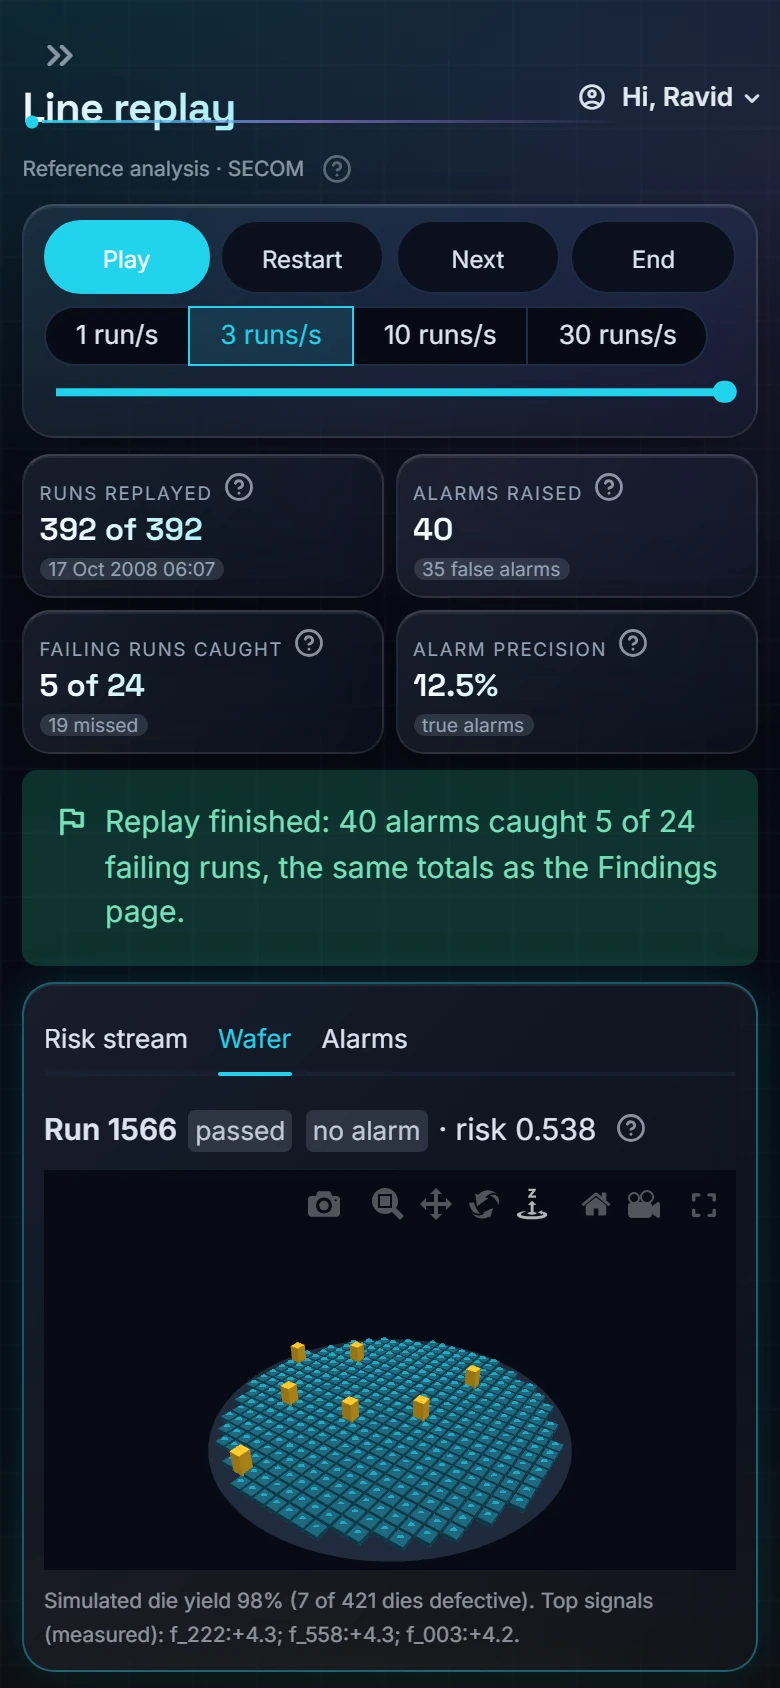 Line replay
Hi, Ravid
Reference analysis · SECOM
Play
Restart
Next
End
1 run/s
3 runs/s
10 runs/s
30 runs/s
RUNS REPLAYED
392 of 392
17 Oct 2008 06:07
ALARMS RAISED
40
35 false alarms
FAILING RUNS CAUGHT
5 of 24
19 missed
ALARM PRECISION
12.5%
true alarms
Replay finished: 40 alarms caught 5 of 24
failing runs, the same totals as the Findings
page.
Risk stream
Wafer
Alarms
Run 1566 passed no alarm · risk 0.538
Z
Simulated die yield 98% (7 of 421 dies defective). Top signals
(measured): f_222:+4.3; f_558:+4.3; f_003:+4.2.